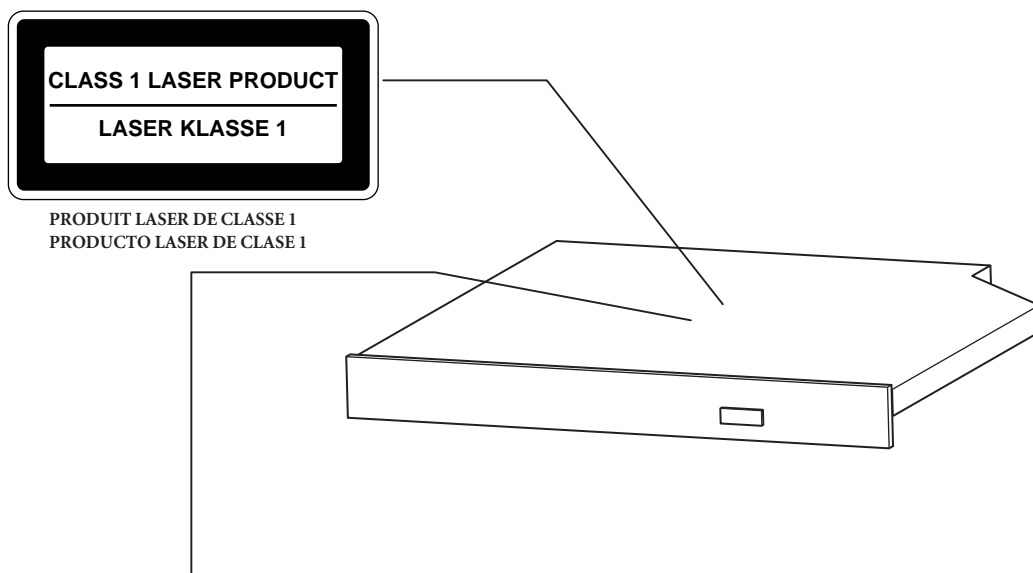 CLASS 1 LASER PRODUCT
LASER KLASSE 1
PRODUIT LASER DE CLASSE 1
PRODUCTO LASER DE CLASE 1